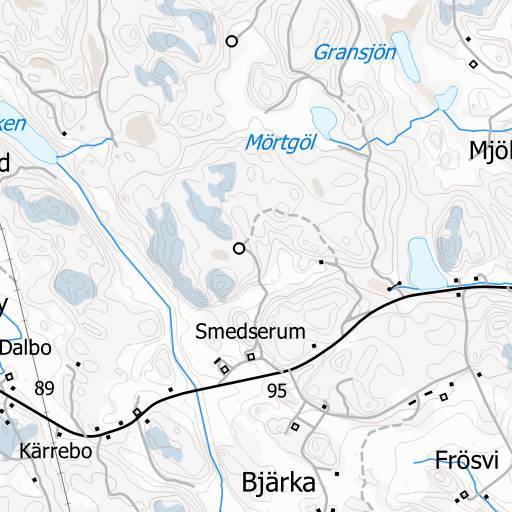 Gransjön
ken
Mörtgöl
Mjöl
d
y
Smedserum
Dalbo
89
95
Kärrebo
Frösvi
Bjärka